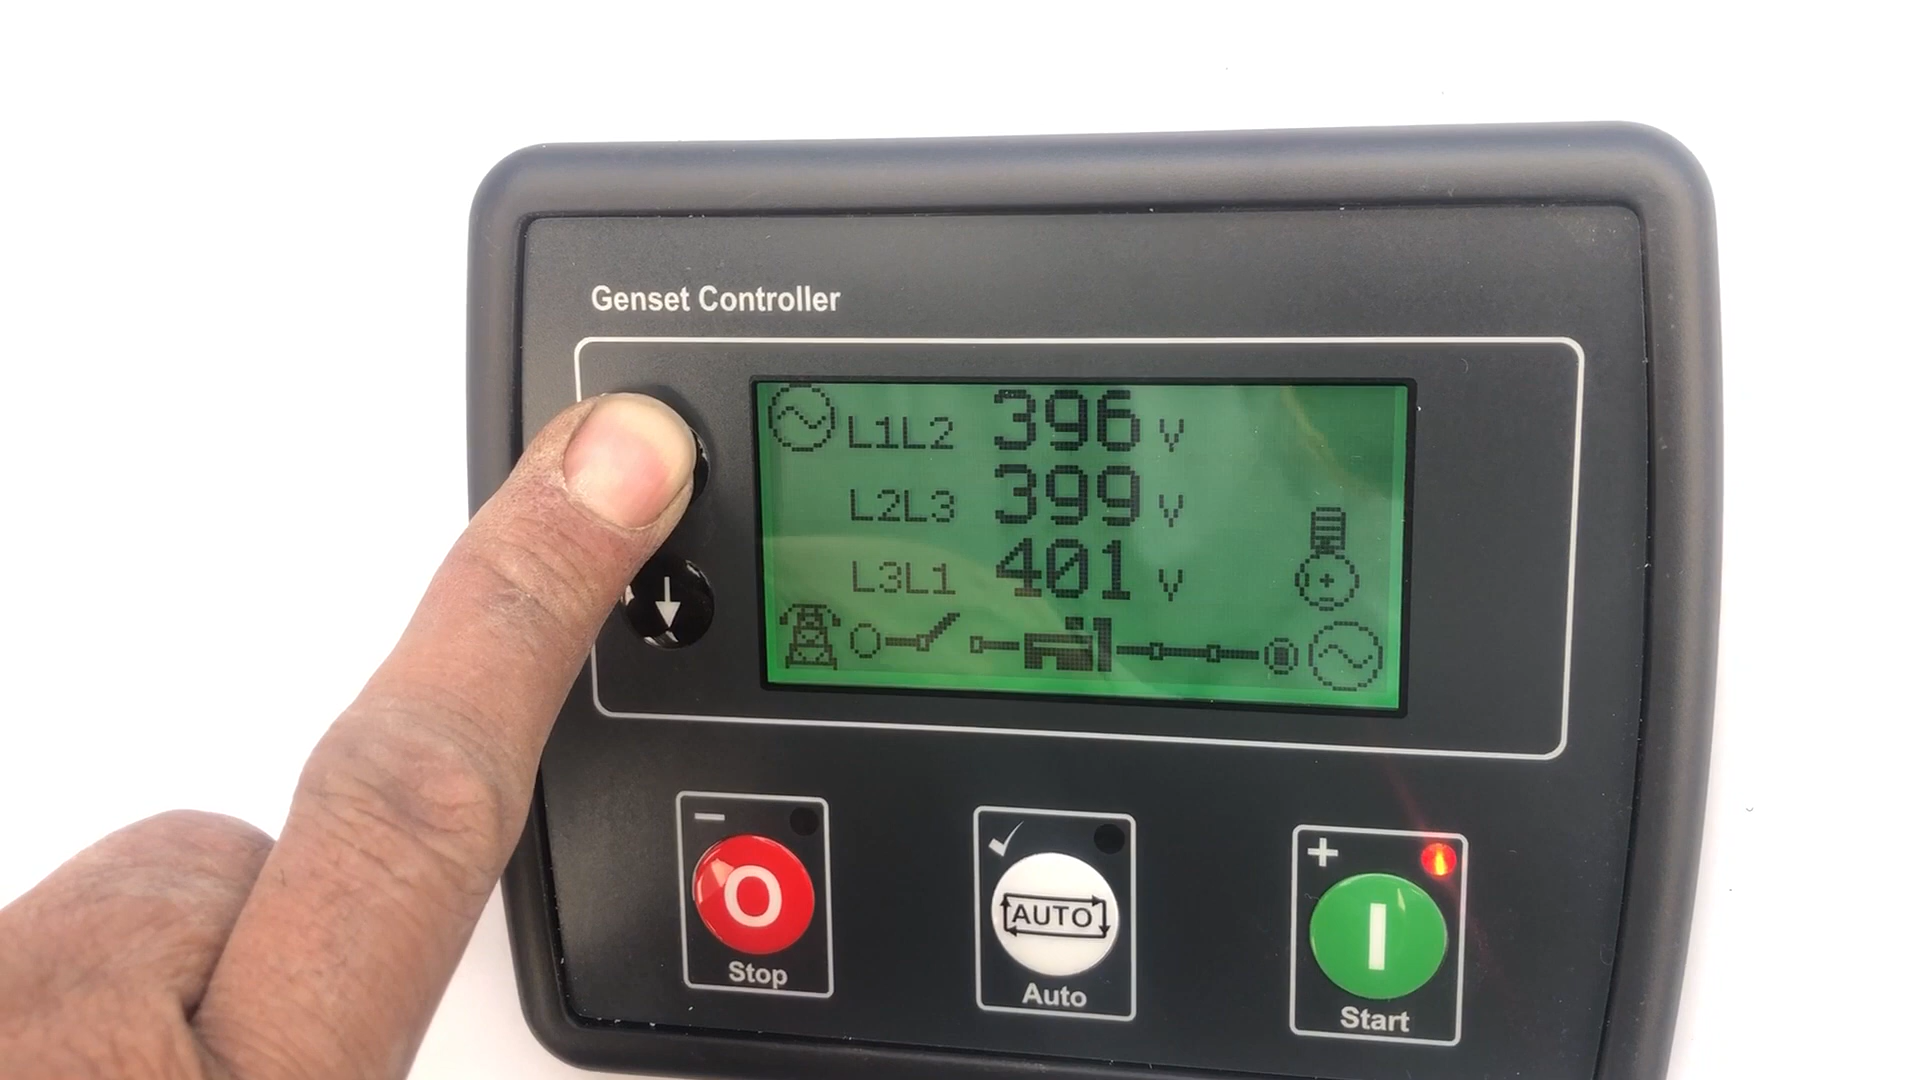 Genset Controller
L1L2 396 V
L2L3 399 V
L3L1 401 V
O
Stop
AUTO
Auto
I
Start